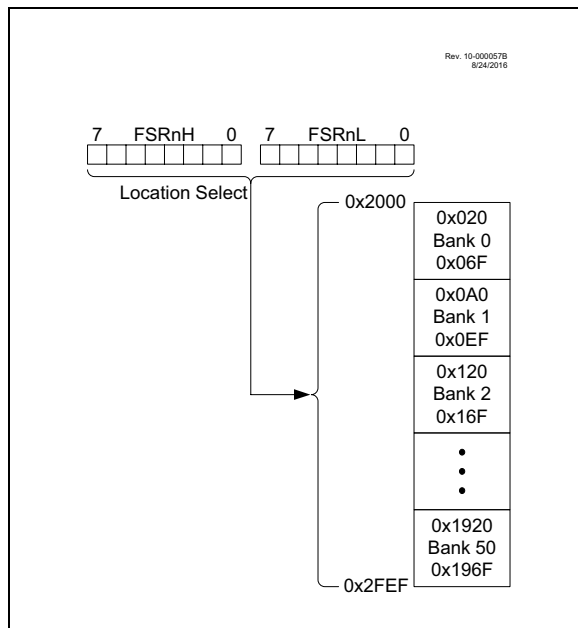 Rev. 10-000057B
8/24/2016
7 FSRnH 0 7 FSRnL 0
Location Select
0x2000
0x020
Bank 0
0x06F
0x0A0
Bank 1
0x0EF
0x120
Bank 2
0x16F
0x1920
Bank 50
0x196F
0x2FEF